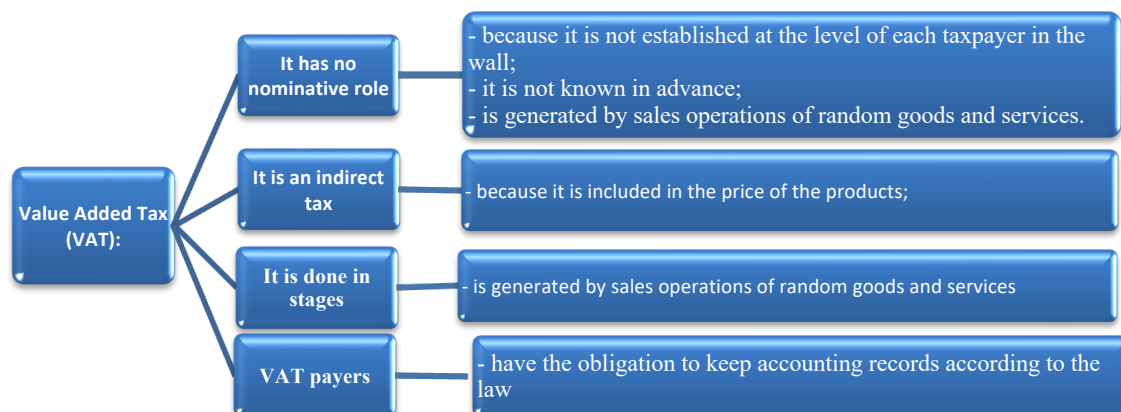 Value Added Tax
(VAT):
It has no
nominative role
- because it is not established at the level of each taxpayer in the
wall;
- it is not known in advance;
- is generated by sales operations of random goods and services.
It is an indirect
tax
- because it is included in the price of the products;
It is done in
stages
- is generated by sales operations of random goods and services
VAT payers
- have the obligation to keep accounting records according to the
law